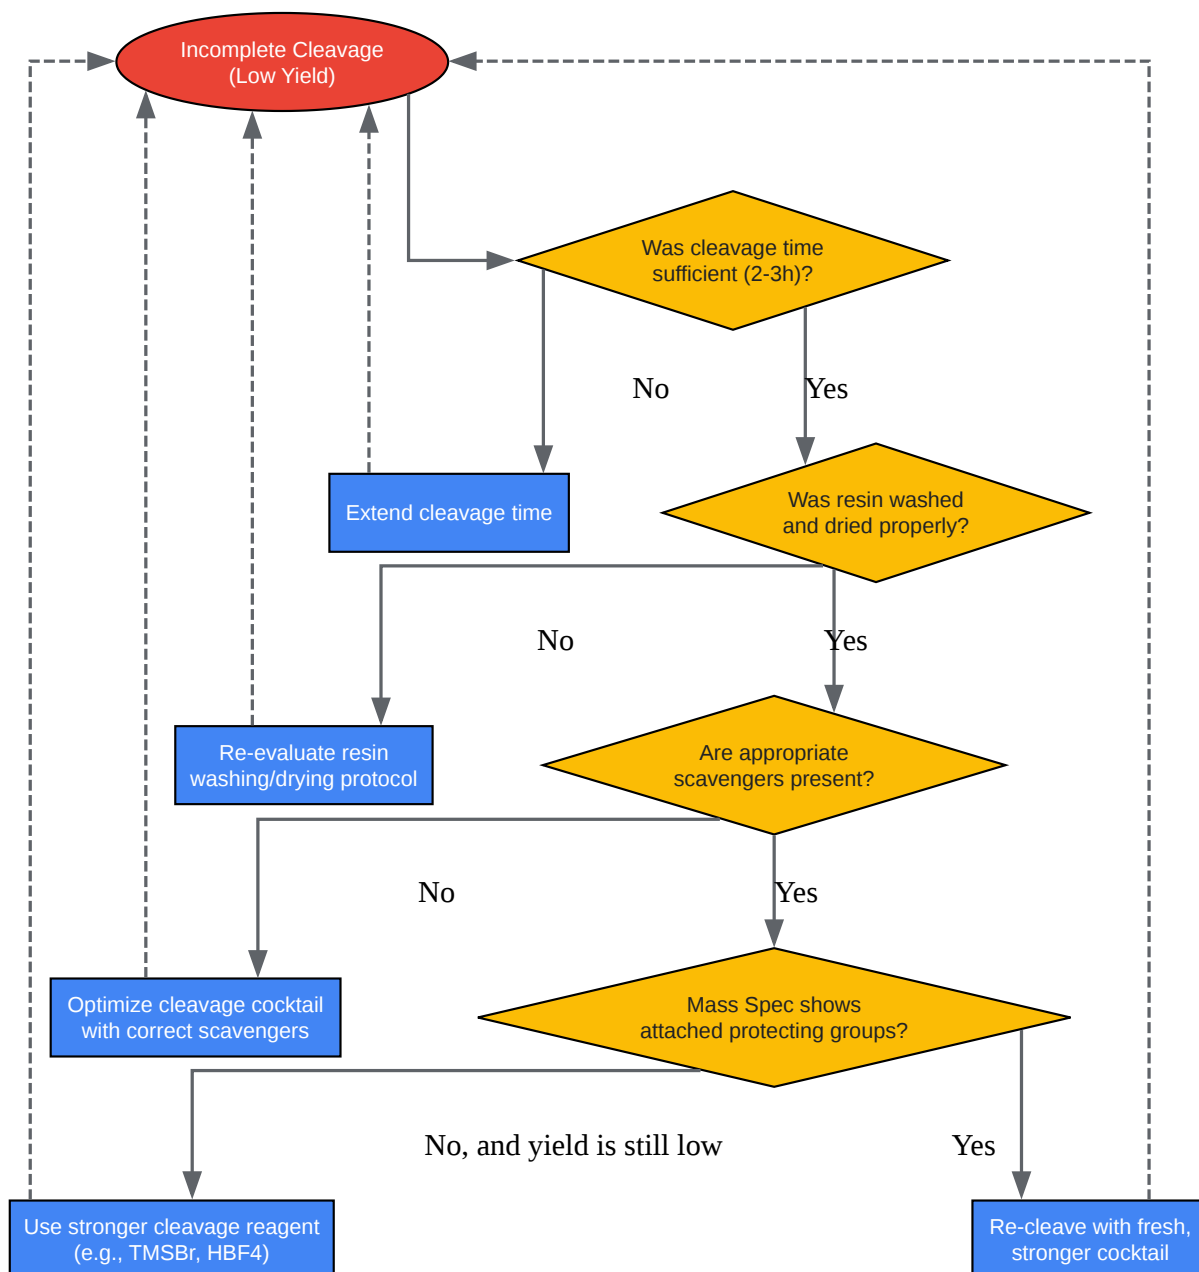 Incomplete Cleavage
(Low Yield)
Was cleavage time
sufficient (2-3h)?
No
Yes
Extend cleavage time
Was resin washed
and dried properly?
No
Yes
Re-evaluate resin
washing/drying protocol
Are appropriate
scavengers present?
No
Yes
Optimize cleavage cocktail
with correct scavengers
Mass Spec shows
attached protecting groups?
No, and yield is still low
Yes
Use stronger cleavage reagent
(e.g., TMSBr, HBF4)
Re-cleave with fresh,
stronger cocktail